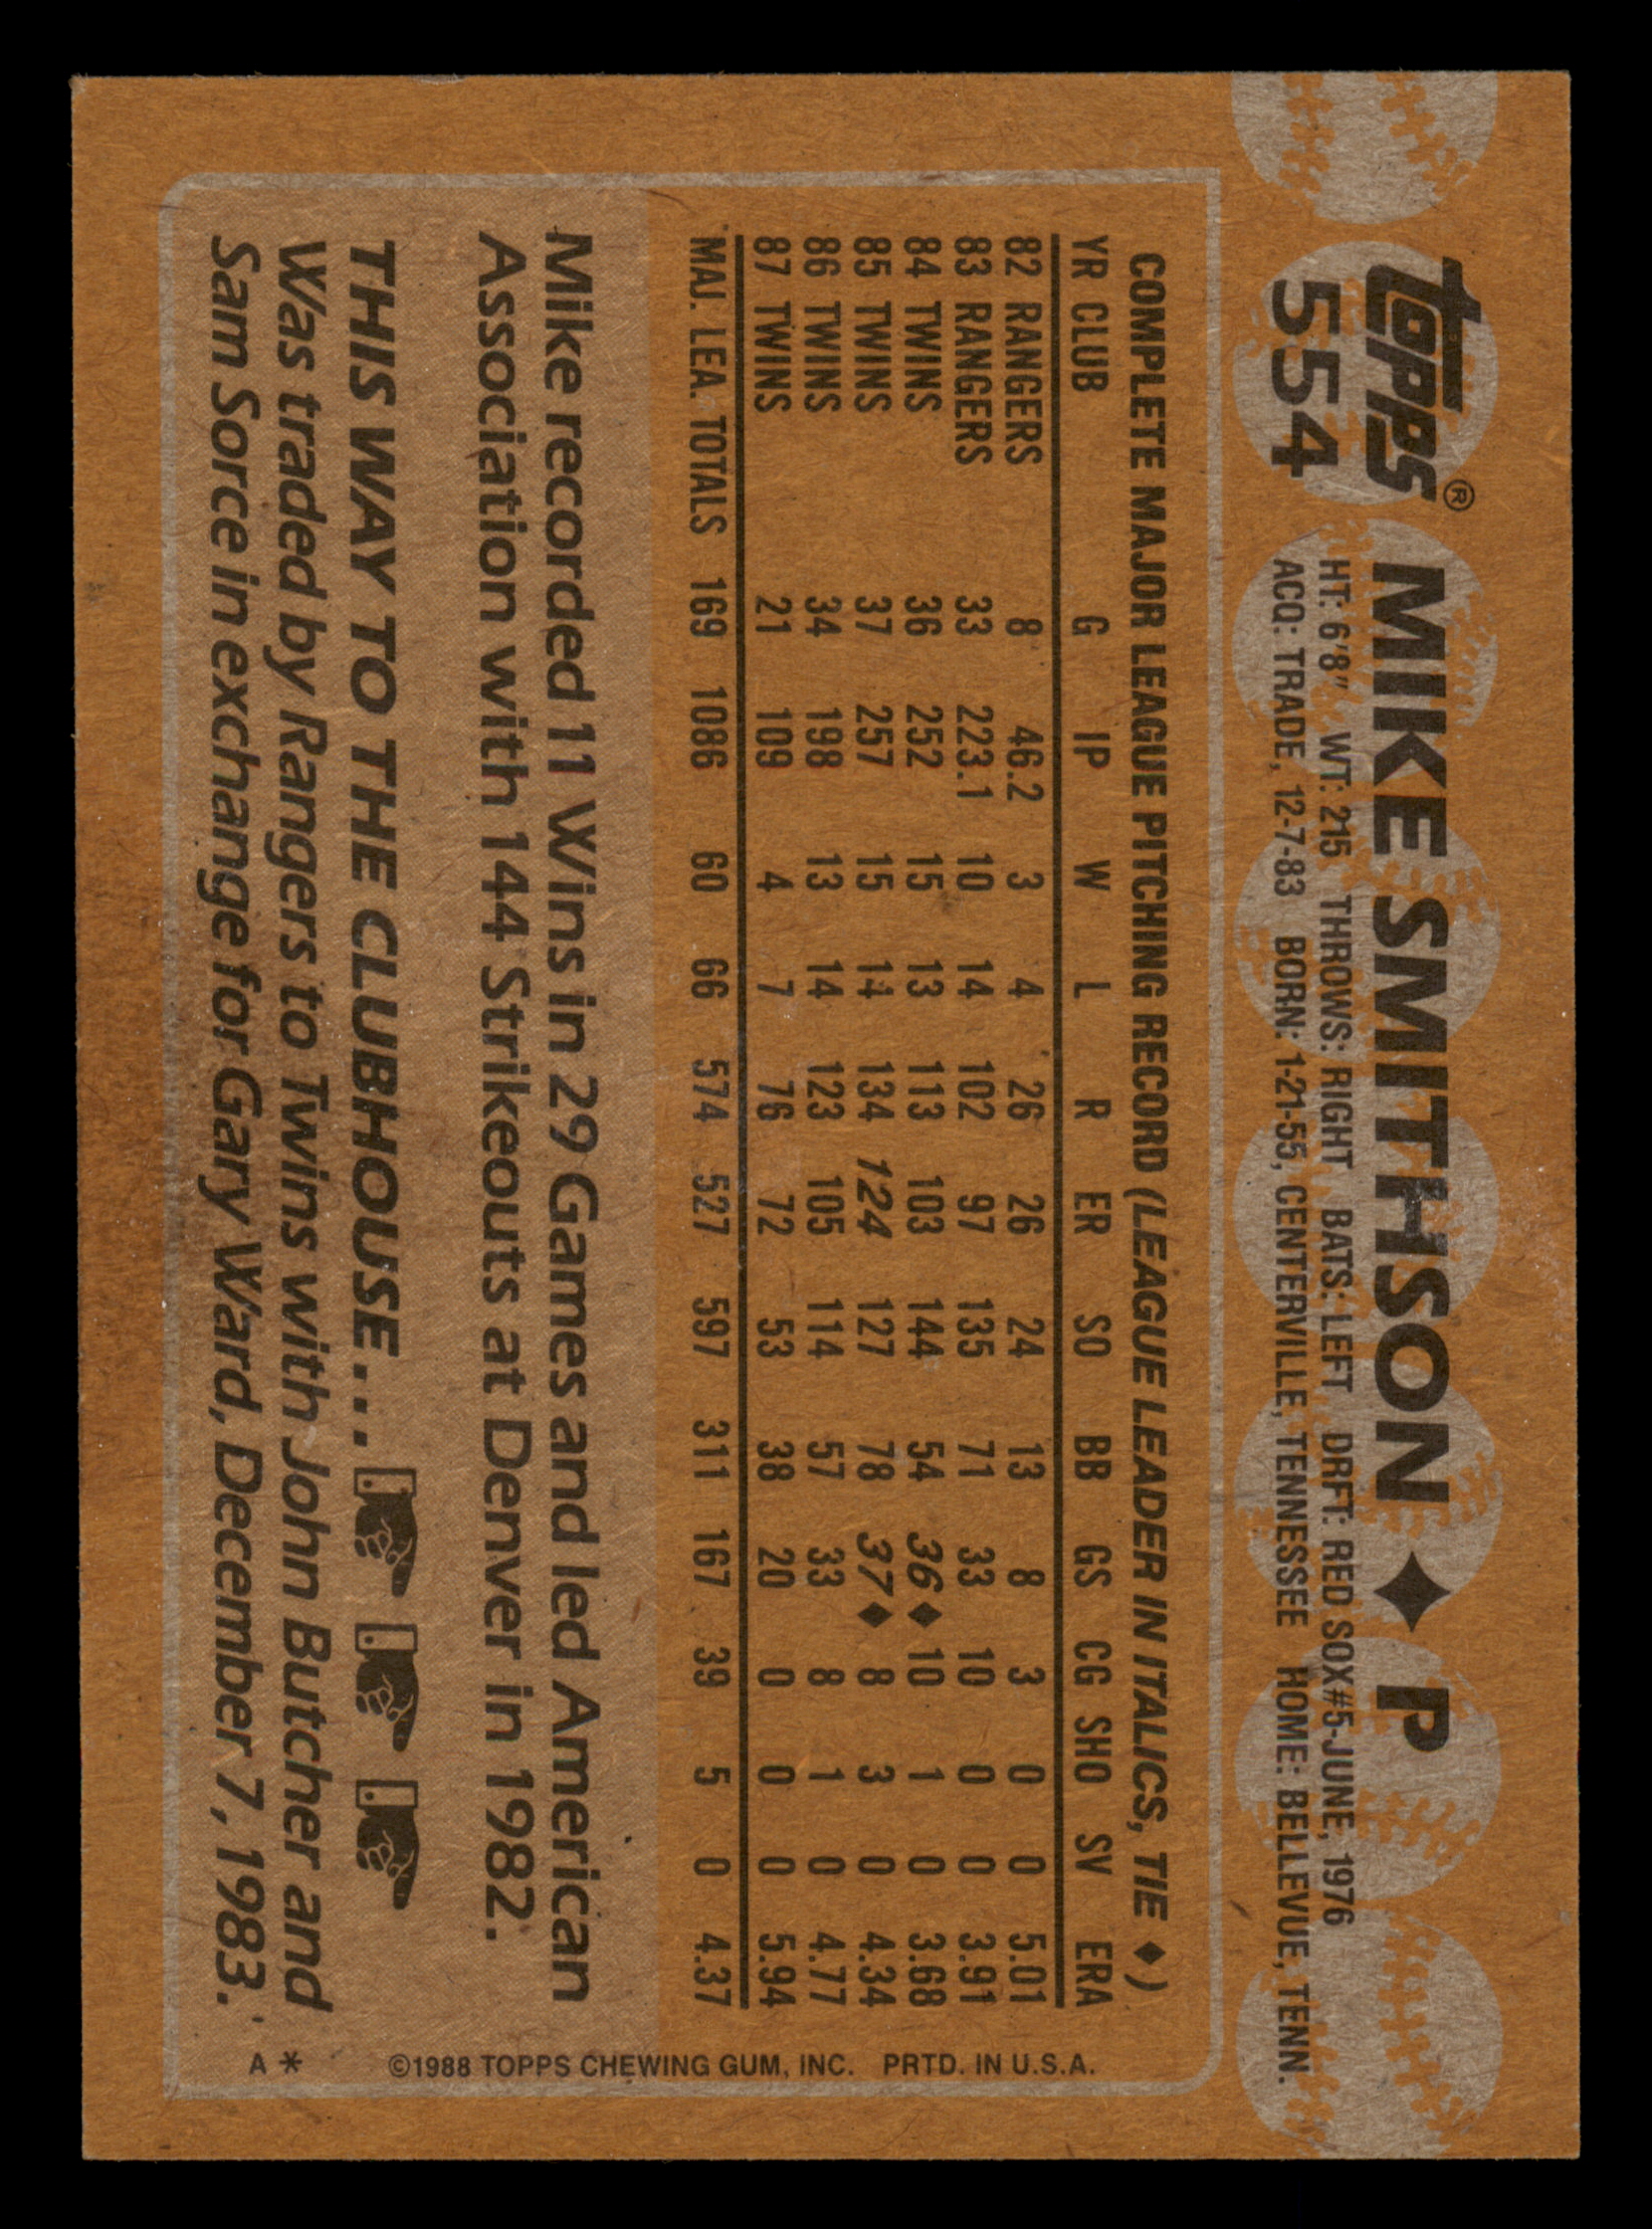 topps®
554
MIKE SMITHSON ♦ P
HT: 6'8" WT: 215 THROWS: RIGHT BATS: LEFT DRFT: RED SOX #5-JUNE, 1976
ACQ: TRADE, 12-7-83 BORN: 1-21-55, CENTERVILLE, TENNESSEE HOME: BELLEVUE, TENN.
COMPLETE MAJOR LEAGUE PITCHING RECORD (LEAGUE LEADER IN ITALICS, TIE ♦)
YR CLUB G IP W L R ER SO BB GS CG SHO SV ERA
82 RANGERS 8 46.2 3 4 26 26 24 13 8 3 0 0 5.01
83 RANGERS 33 223.1 10 14 102 97 135 71 33 10 0 0 3.91
84 TWINS 36 252 15 13 113 103 144 54 36♦ 10 1 0 3.68
85 TWINS 37 257 15 14 134 124 127 78 37♦ 8 3 0 4.34
86 TWINS 34 198 13 14 123 105 114 57 33 8 1 0 4.77
87 TWINS 21 109 4 7 76 72 53 38 20 0 0 0 5.94
MAJ. LEA. TOTALS 169 1086 60 66 574 527 597 311 167 39 5 0 4.37
Mike recorded 11 Wins in 29 Games and led American
Association with 144 Strikeouts at Denver in 1982.
THIS WAY TO THE CLUBHOUSE...
Was traded by Rangers to Twins with John Butcher and
Sam Sorce in exchange for Gary Ward, December 7, 1983.
©1988 TOPPS CHEWING GUM, INC. PRTD. IN U.S.A.
A *